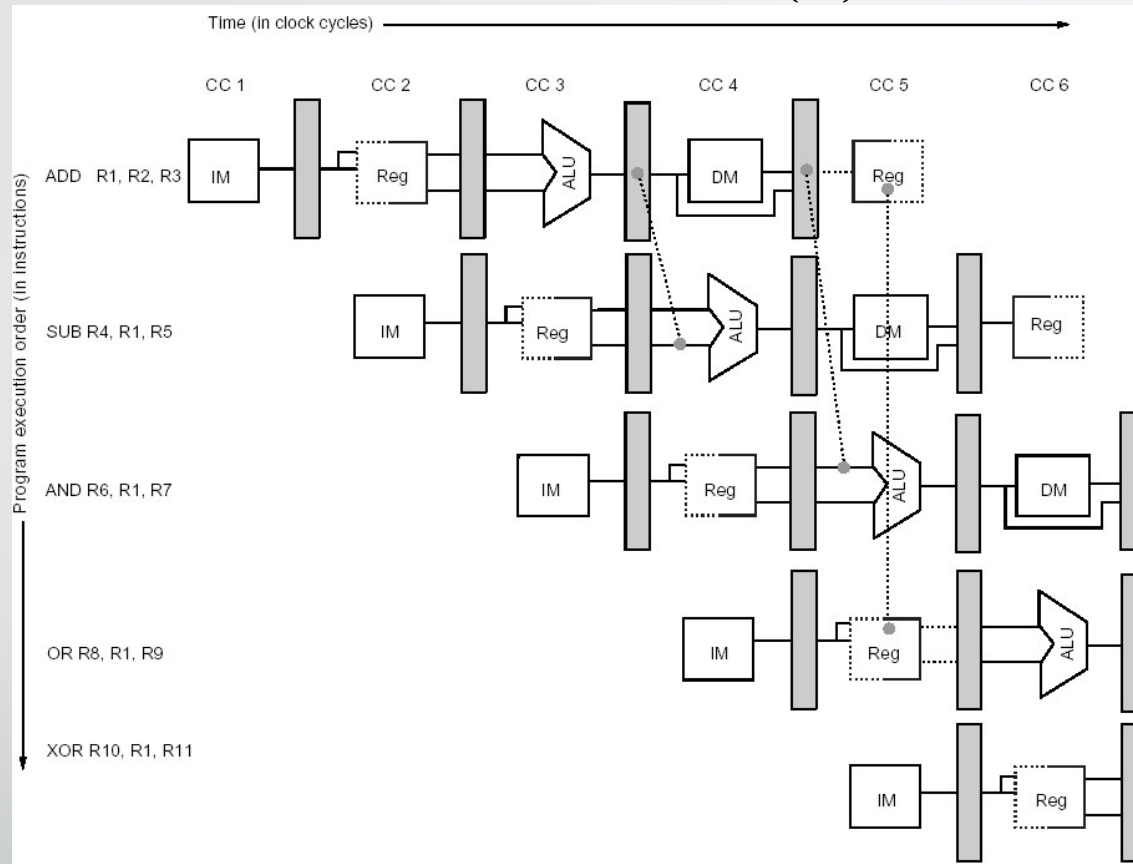 Time (in clock cycles)
CC 1 CC 2 CC 3 CC 4 CC 5 CC 6
Program execution order (in instructions)
ADD R1, R2, R3 IM Reg ALU DM Reg
SUB R4, R1, R5 IM Reg ALU DM Reg
AND R6, R1, R7 IM Reg ALU DM
OR R8, R1, R9 IM Reg ALU
XOR R10, R1, R11
IM Reg